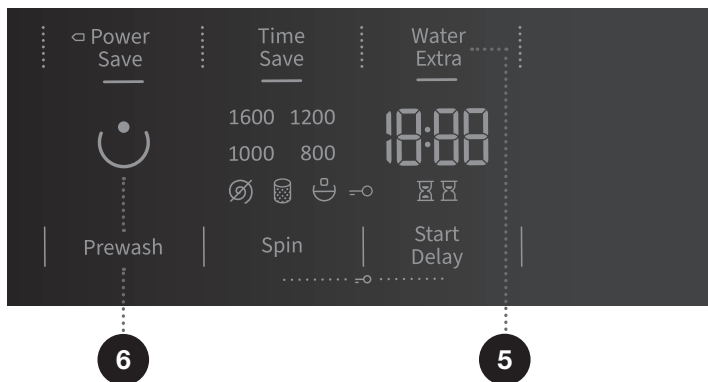 Power Time Water
Save Save Extra
1600 1200
18:88
1000 800
Prewash Spin Start
Delay
6 5